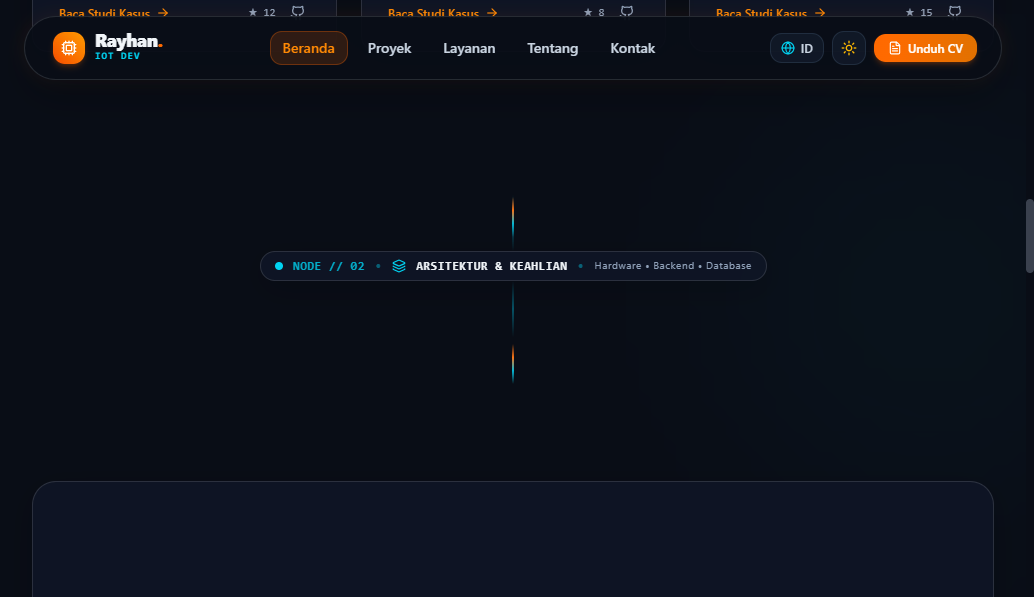 Baca Studi Kasus → ★ 12
Baca Studi Kasus → ★ 8
Baca Studi Kasus → ★ 15
Rayhan.
IOT DEV
Beranda
Proyek
Layanan
Tentang
Kontak
ID
Unduh CV
NODE // 02 • ARSITEKTUR & KEAHLIAN • Hardware • Backend • Database